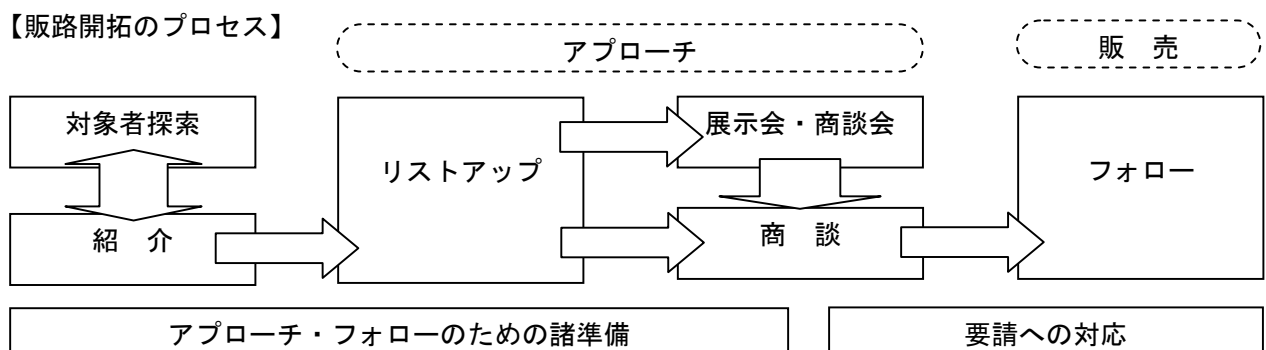 【販路開拓のプロセス】
アプローチ
販　売
対象者探索
リストアップ
展示会・商談会
フォロー
紹　介
商　談
アプローチ・フォローのための諸準備
要請への対応